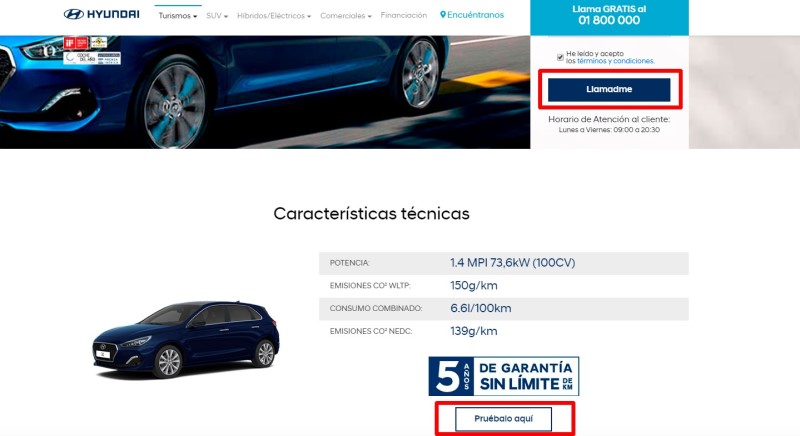 HYUNDAI
Turismos
SUV
Híbridos/Eléctricos
Comerciales
Financiación
Encuéntranos
Llama GRATIS al
01 800 000
He leído y acepto
los términos y condiciones.
Llamadme
Horario de Atención al cliente:
Lunes a Viernes: 09:00 a 20:30
Características técnicas
POTENCIA: 1.4 MPI 73,6kW (100CV)
EMISIONES CO² WLTP: 150g/km
CONSUMO COMBINADO: 6.6l/100km
EMISIONES CO² NEDC: 139g/km
5 AÑOS DE GARANTÍA
SIN LÍMITE DE KM
Pruébalo aquí